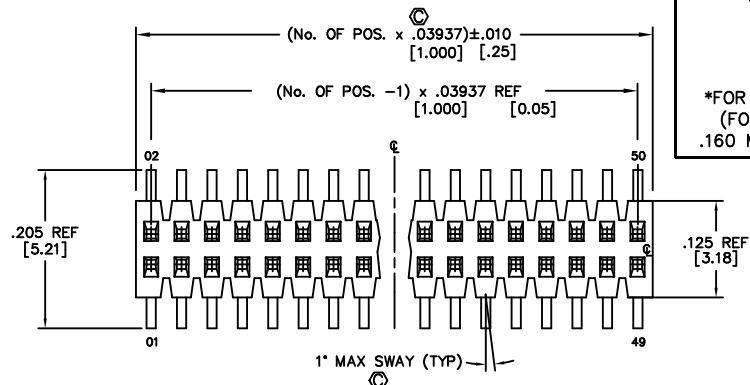 C
(No. OF POS. x .03937)±.010
[1.000] [.25]
(No. OF POS. -1) x .03937 REF
[1.000] [0.05]
*FOR
(FO
.160 M
℄
02 50
.205 REF
[5.21]
℄
.125 REF
[3.18]
01 49
1° MAX SWAY (TYP)
C